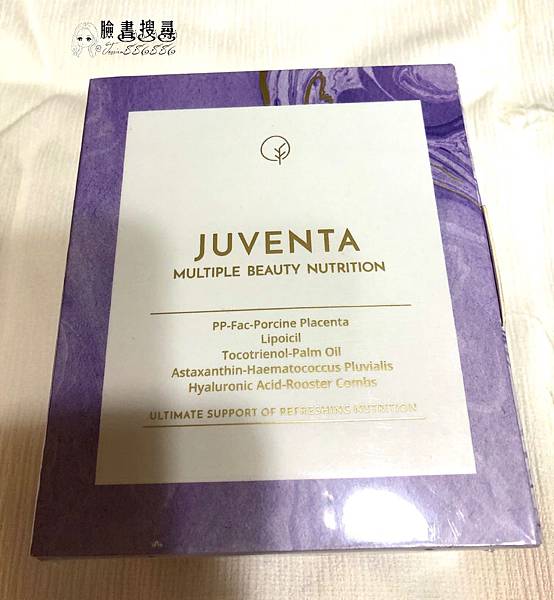 臉書搜尋
@Jessica556556
JUVENTA
MULTIPLE BEAUTY NUTRITION
PP-Fac-Porcine Placenta
Lipoicil
Tocotrienol-Palm Oil
Astaxanthin-Haematococcus Pluvialis
Hyaluronic Acid-Rooster Combs
ULTIMATE SUPPORT OF REFRESHING NUTRITION